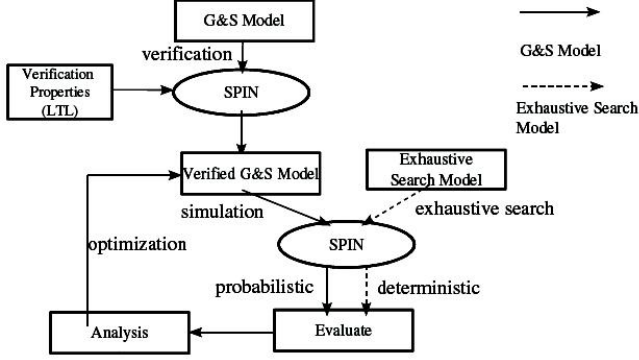 G&S Model
verification
Verification
Properties
(LTL)
SPIN
G&S Model
Exhaustive Search
Model
Verified G&S Model
Exhaustive
Search Model
simulation
exhaustive search
optimization
SPIN
probabilistic
deterministic
Analysis
Evaluate